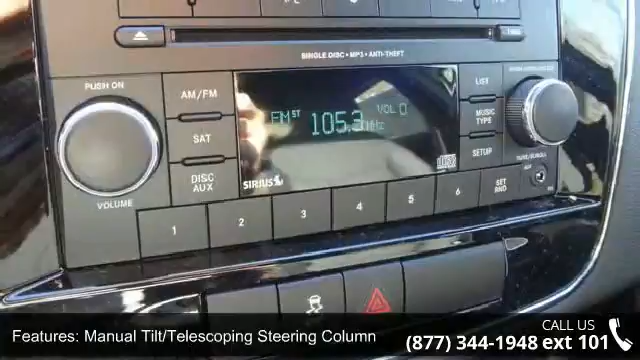 SINGLE DISC • MP3 • ANTI-THEFT
PUSH ON
VOLUME
AM/FM
SAT
DISC
AUX
FM ST 105.3 MHz VOL 0
SIRIUS
LIST
MUSIC
TYPE
SETUP
TUNE/SCROLL
AUX
1 2 3 4 5 6
SET
RND
Features: Manual Tilt/Telescoping Steering Column
CALL US
(877) 344-1948 ext 101